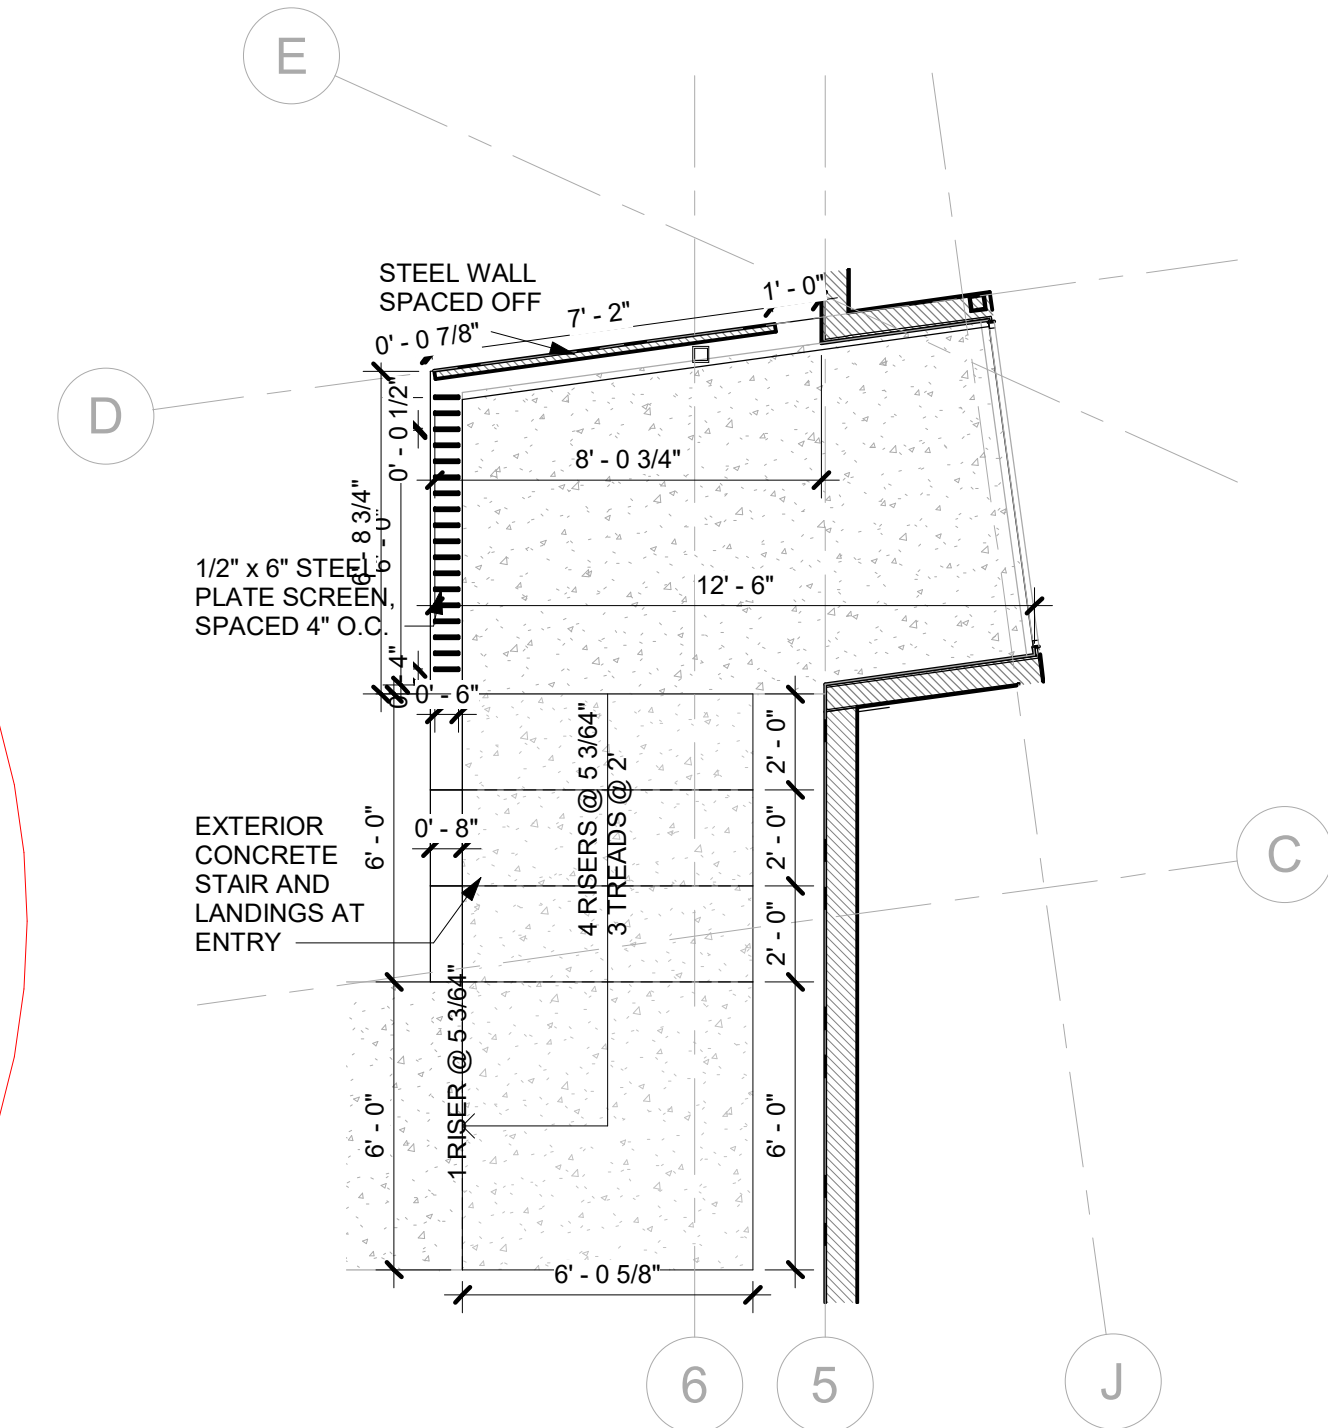 E
STEEL WALL
SPACED OFF
1' - 0"
7' - 2"
0' - 0 7/8"
D
0' - 0 1/2"
8' - 0 3/4"
6' - 8 3/4"
6' - 0"
1/2" x 6" STEEL
PLATE SCREEN,
SPACED 4" O.C.
12' - 6"
0' - 4"
0' - 6"
4 RISERS @ 5 3/64"
3 TREADS @ 2'
2' - 0"
2' - 0"
2' - 0"
6' - 0"
0' - 8"
EXTERIOR
CONCRETE
STAIR AND
LANDINGS AT
ENTRY
C
1 RISER @ 5 3/64"
6' - 0"
6' - 0"
6' - 0 5/8"
6
5
J